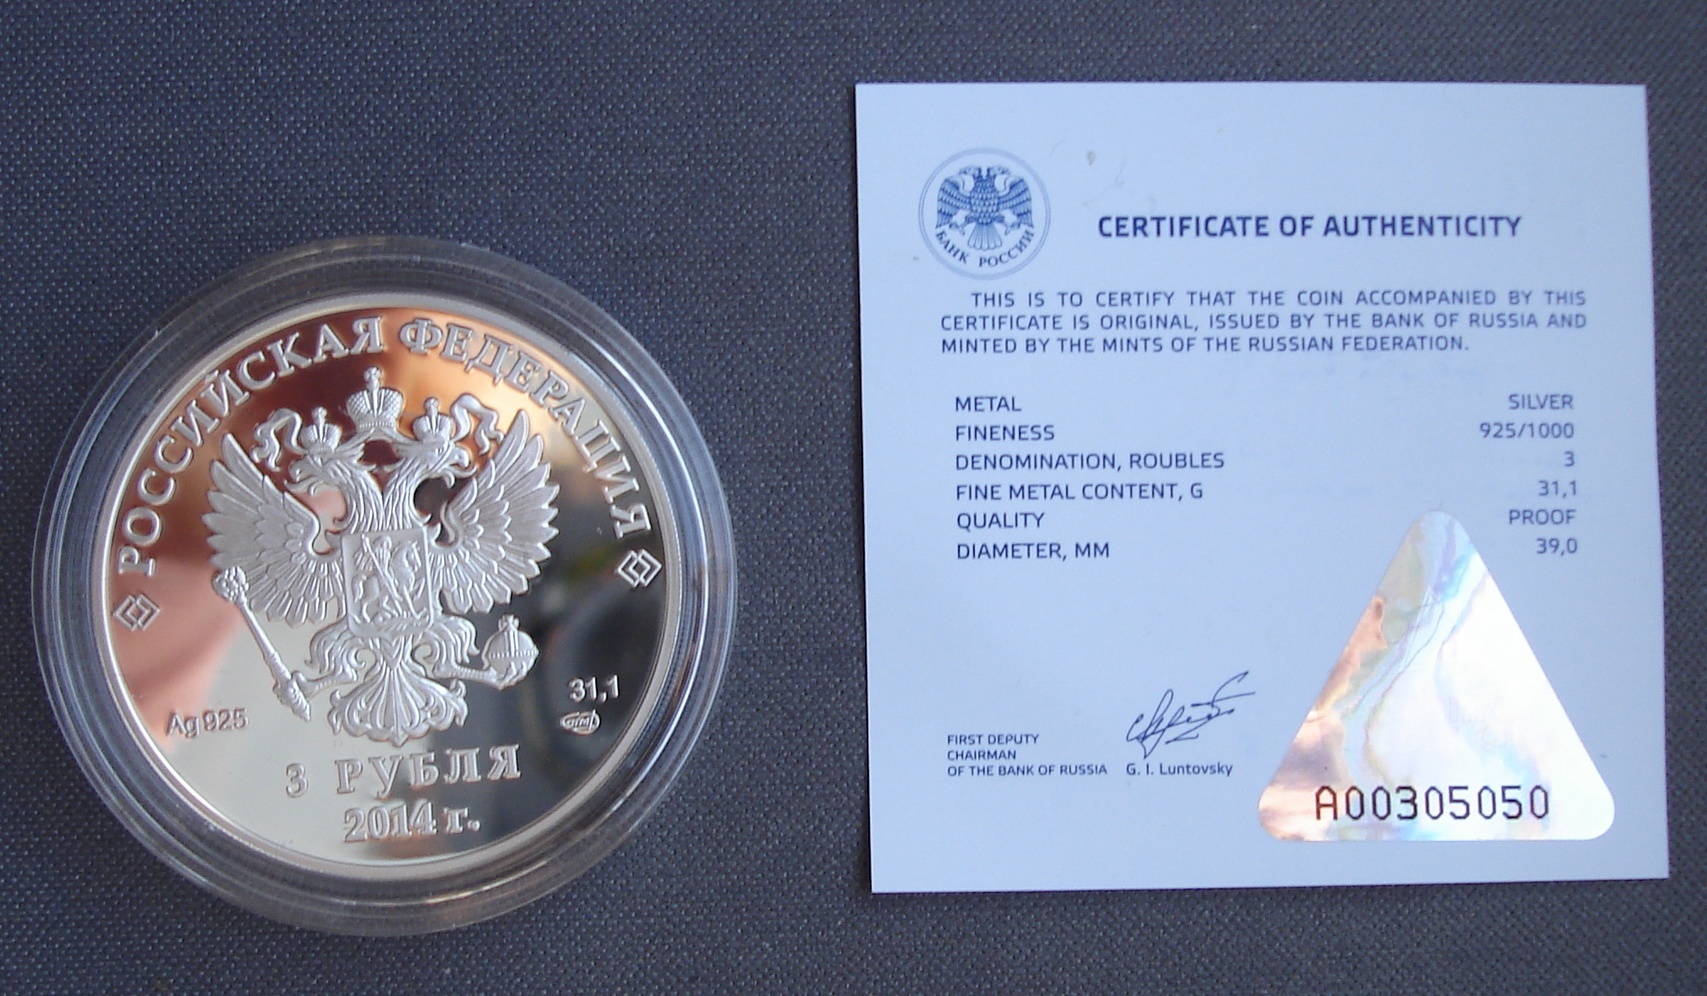 РОССИЙСКАЯ ФЕДЕРАЦИЯ
Ag 925
31,1
3 РУБЛЯ
2014 г.
БАНК РОССИИ
CERTIFICATE OF AUTHENTICITY
THIS IS TO CERTIFY THAT THE COIN ACCOMPANIED BY THIS
CERTIFICATE IS ORIGINAL, ISSUED BY THE BANK OF RUSSIA AND
MINTED BY THE MINTS OF THE RUSSIAN FEDERATION.
METAL SILVER
FINENESS 925/1000
DENOMINATION, ROUBLES 3
FINE METAL CONTENT, G 31,1
QUALITY PROOF
DIAMETER, MM 39,0
FIRST DEPUTY
CHAIRMAN
OF THE BANK OF RUSSIA G. I. Luntovsky
A00305050